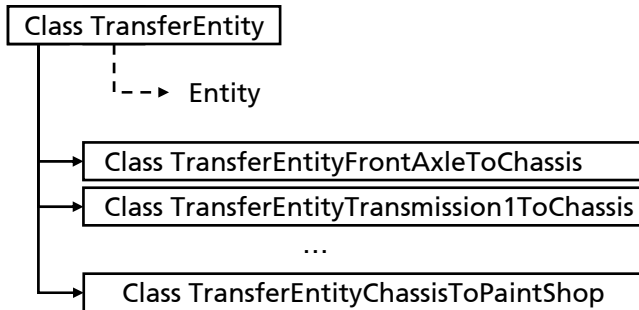 Class TransferEntity
Entity
Class TransferEntityFrontAxleToChassis
Class TransferEntityTransmission1ToChassis
...
Class TransferEntityChassisToPaintShop